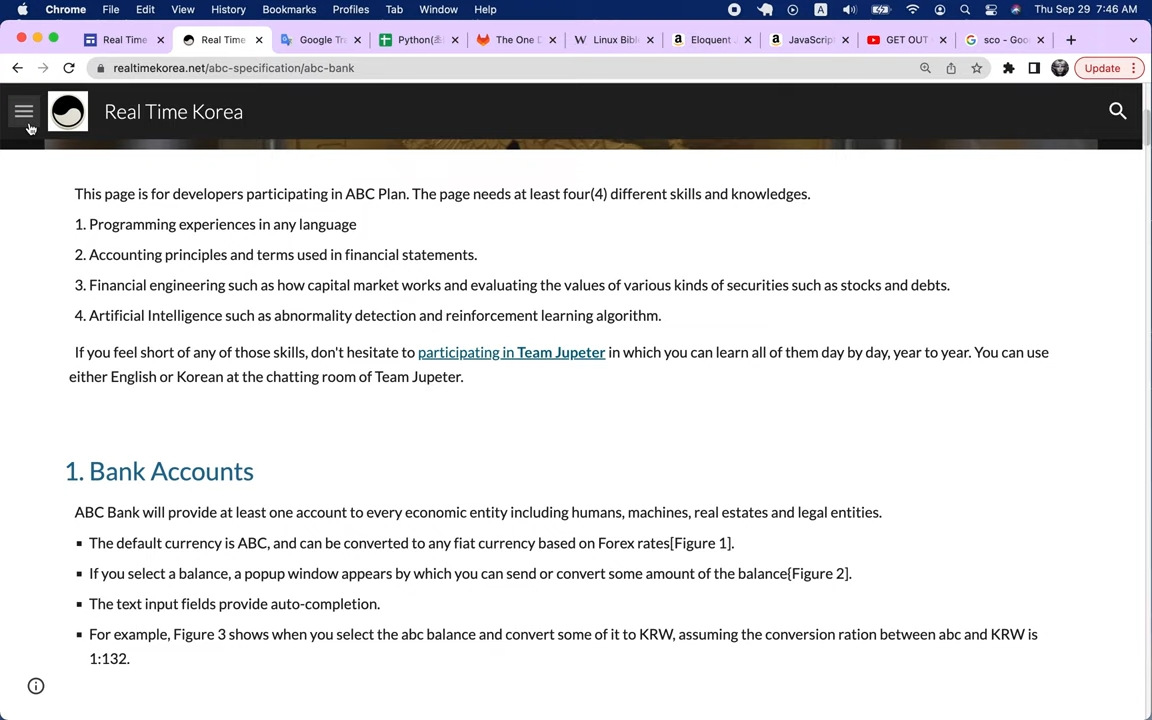 Chrome File Edit View History Bookmarks Profiles Tab Window Help A Thu Sep 29 7:46 AM
Real Time Real Time Google Tra Python( The One D Linux Bibl Eloquent J JavaScrip GET OUT sco - Goo
realtimekorea.net/abc-specification/abc-bank Update
Real Time Korea
This page is for developers participating in ABC Plan. The page needs at least four(4) different skills and knowledges.
1. Programming experiences in any language
2. Accounting principles and terms used in financial statements.
3. Financial engineering such as how capital market works and evaluating the values of various kinds of securities such as stocks and debts.
4. Artificial Intelligence such as abnormality detection and reinforcement learning algorithm.
If you feel short of any of those skills, don't hesitate to participating in Team Jupeter in which you can learn all of them day by day, year to year. You can use
either English or Korean at the chatting room of Team Jupeter.
1. Bank Accounts
ABC Bank will provide at least one account to every economic entity including humans, machines, real estates and legal entities.
▪ The default currency is ABC, and can be converted to any fiat currency based on Forex rates[Figure 1].
▪ If you select a balance, a popup window appears by which you can send or convert some amount of the balance{Figure 2].
▪ The text input fields provide auto-completion.
▪ For example, Figure 3 shows when you select the abc balance and convert some of it to KRW, assuming the conversion ration between abc and KRW is
1:132.